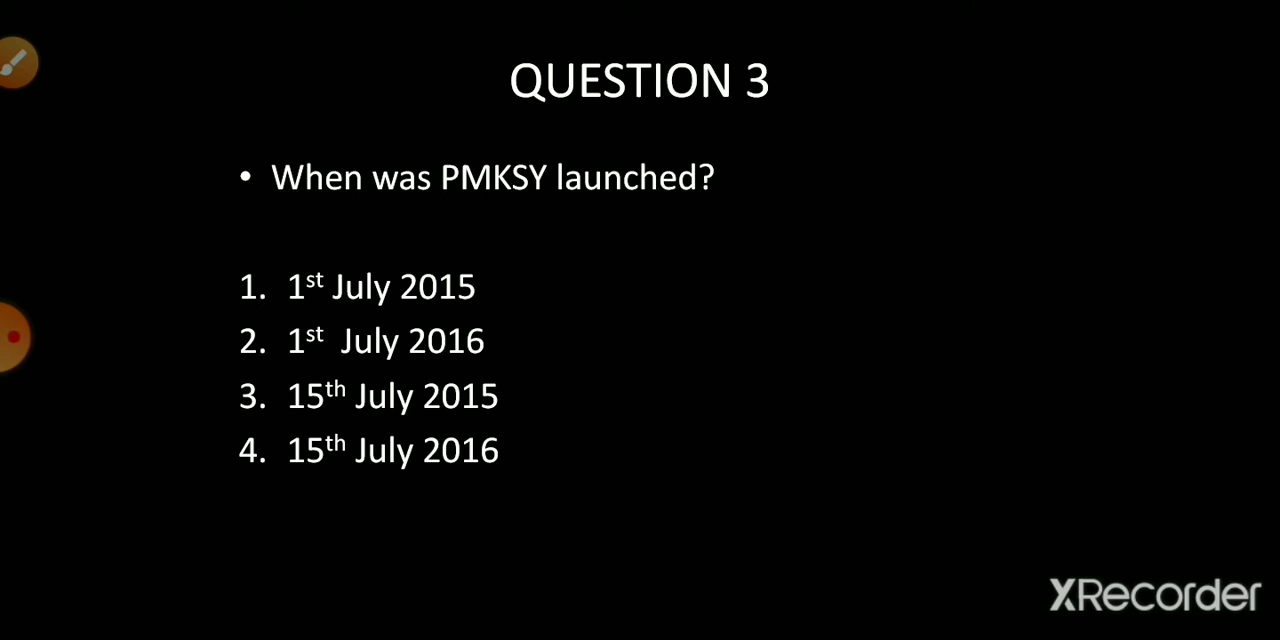 QUESTION 3
• When was PMKSY launched?
1. 1st July 2015
2. 1st July 2016
3. 15th July 2015
4. 15th July 2016
XRecorder